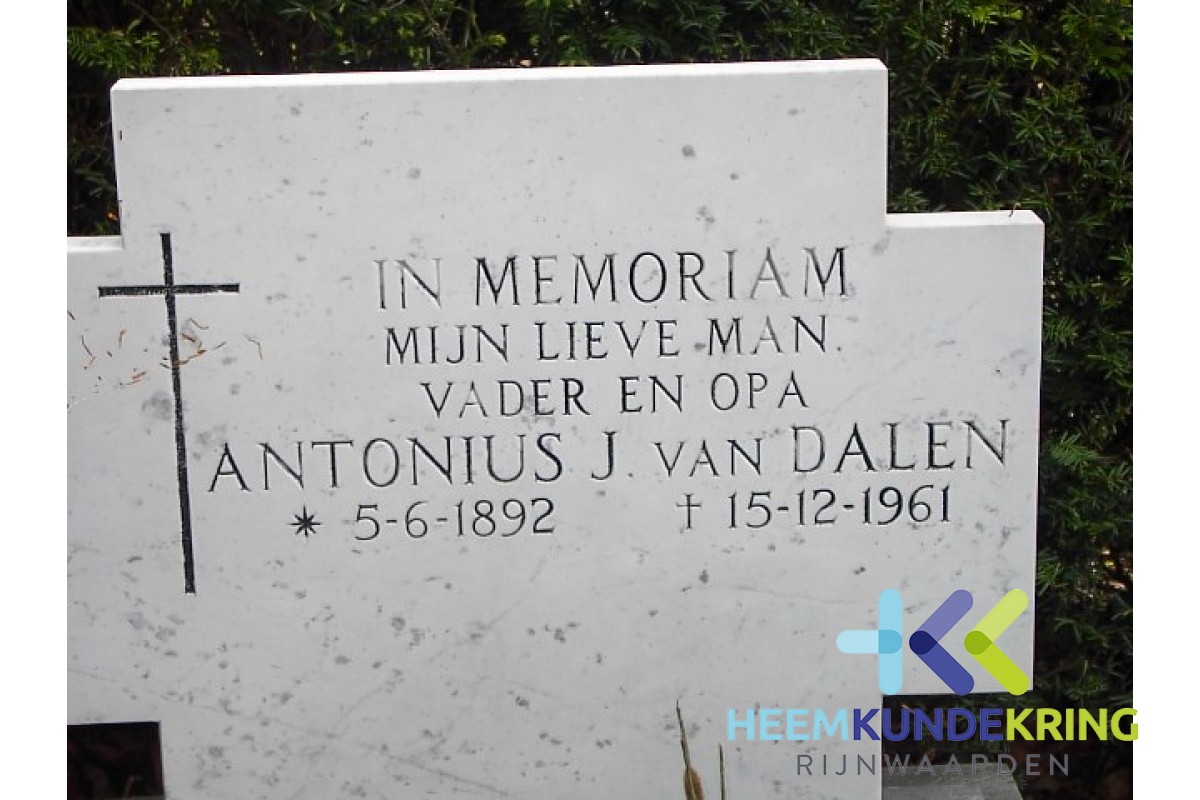 IN MEMORIAM
MIJN LIEVE MAN.
VADER EN OPA
ANTONIUS J. VAN DALEN
* 5-6-1892 † 15-12-1961
HEEMKUNDEKRING
RIJNWAARDEN